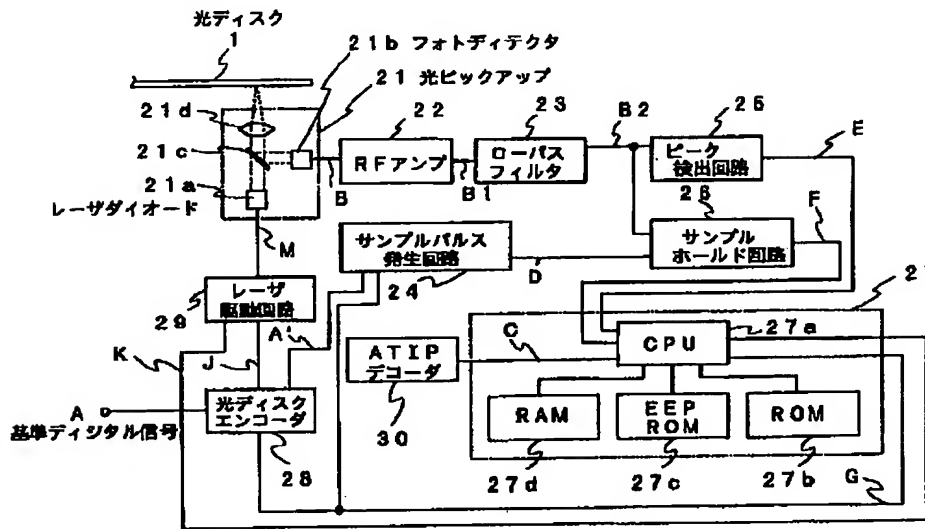 光ディスク
1
21b フォトディテクタ
21 光ピックアップ
21d
22
23
B2
25
E
21c
RFアンプ
ローパス
フィルタ
ピーク
検出回路
B
B1
21a
レーザダイオード
26
F
M
サンプルパルス
発生回路
サンプル
ホールド回路
D
24
レーザ
駆動回路
29
A'
2
27a
C
CPU
K
J
ATIP
デコーダ
A
光ディスク
エンコーダ
30
RAM
EEP
ROM
ROM
基準ディジタル信号
28
27d
27c
27b
G